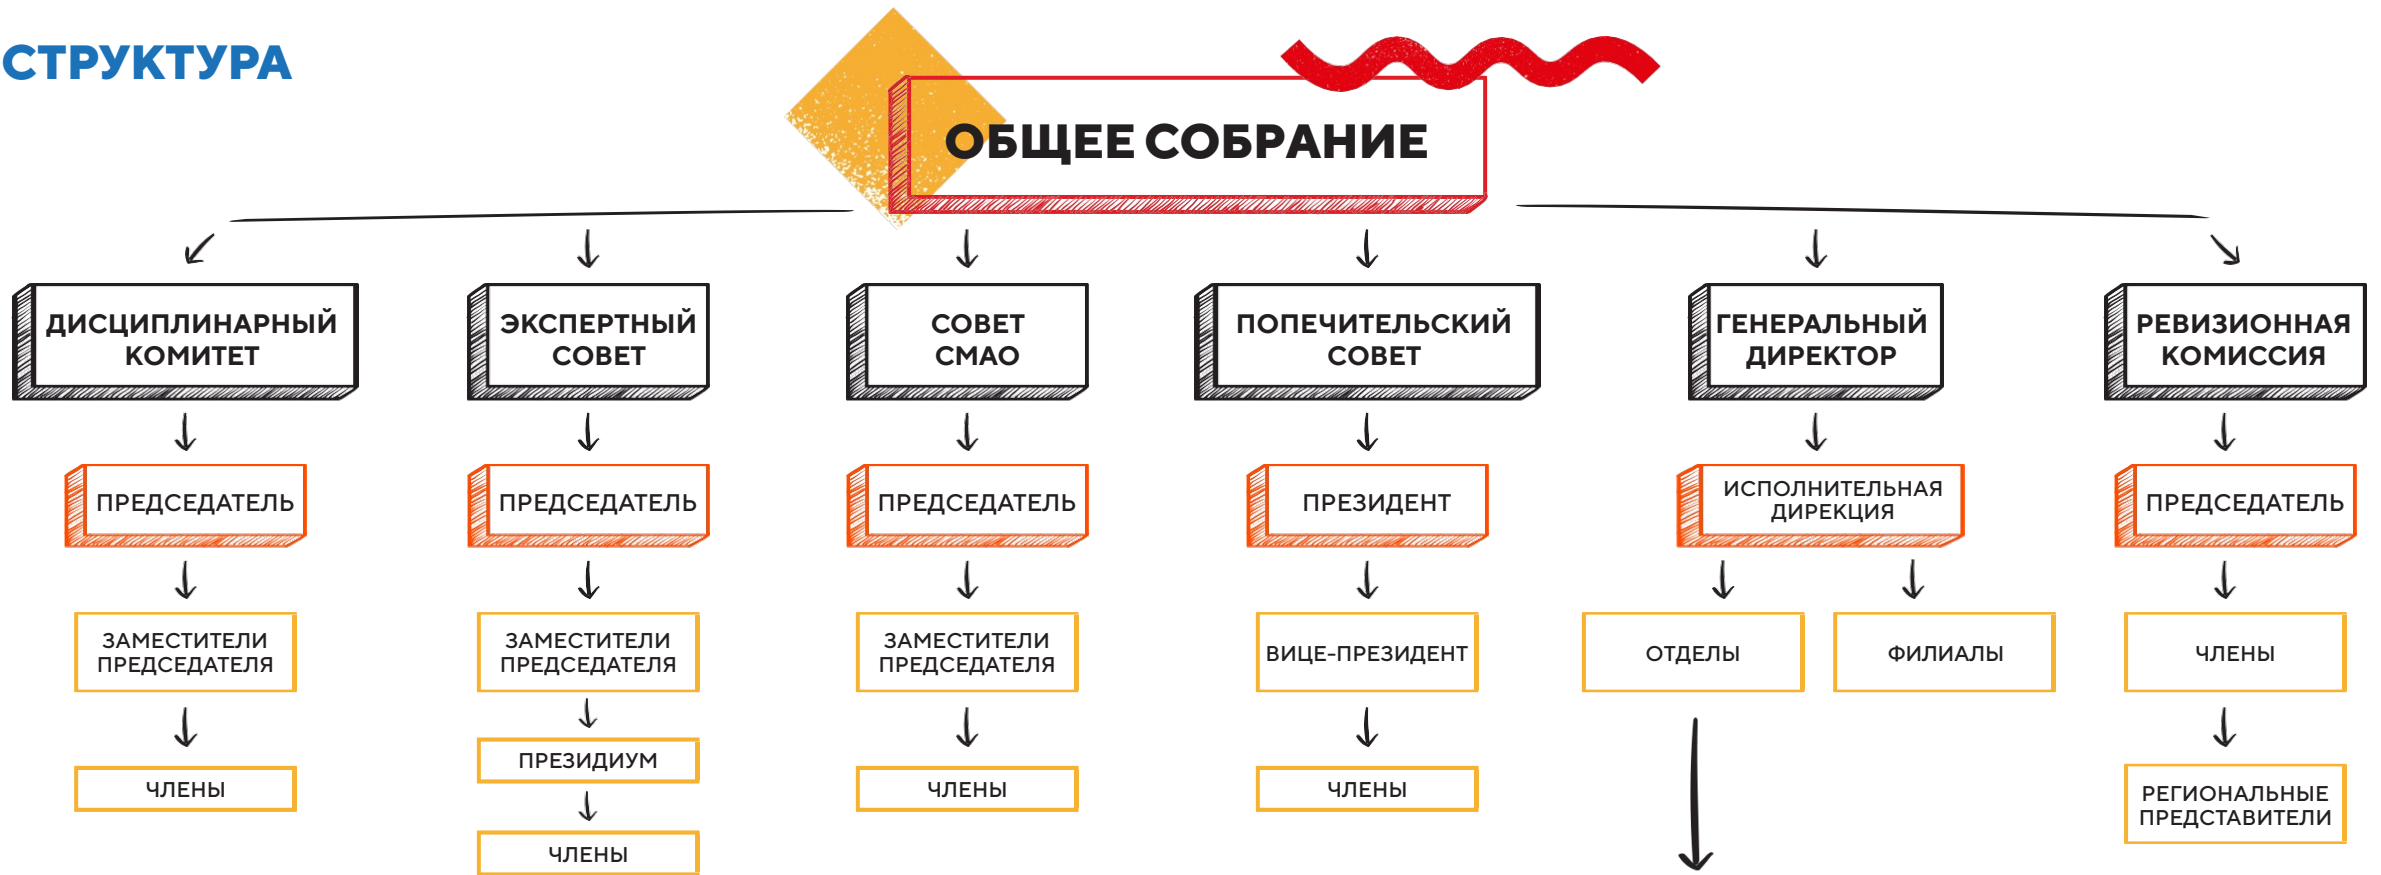 СТРУКТУРА
ОБЩЕЕ СОБРАНИЕ
ДИСЦИПЛИНАРНЫЙ
КОМИТЕТ
ЭКСПЕРТНЫЙ
СОВЕТ
СОВЕТ
СМАО
ПОПЕЧИТЕЛЬСКИЙ
СОВЕТ
ГЕНЕРАЛЬНЫЙ
ДИРЕКТОР
РЕВИЗИОННАЯ
КОМИССИЯ
ПРЕДСЕДАТЕЛЬ
ПРЕДСЕДАТЕЛЬ
ПРЕДСЕДАТЕЛЬ
ПРЕЗИДЕНТ
ИСПОЛНИТЕЛЬНАЯ
ДИРЕКЦИЯ
ПРЕДСЕДАТЕЛЬ
ЗАМЕСТИТЕЛИ
ПРЕДСЕДАТЕЛЯ
ЗАМЕСТИТЕЛИ
ПРЕДСЕДАТЕЛЯ
ЗАМЕСТИТЕЛИ
ПРЕДСЕДАТЕЛЯ
ВИЦЕ-ПРЕЗИДЕНТ
ОТДЕЛЫ
ФИЛИАЛЫ
ЧЛЕНЫ
ЧЛЕНЫ
ПРЕЗИДИУМ
ЧЛЕНЫ
ЧЛЕНЫ
ЧЛЕНЫ
РЕГИОНАЛЬНЫЕ
ПРЕДСТАВИТЕЛИ